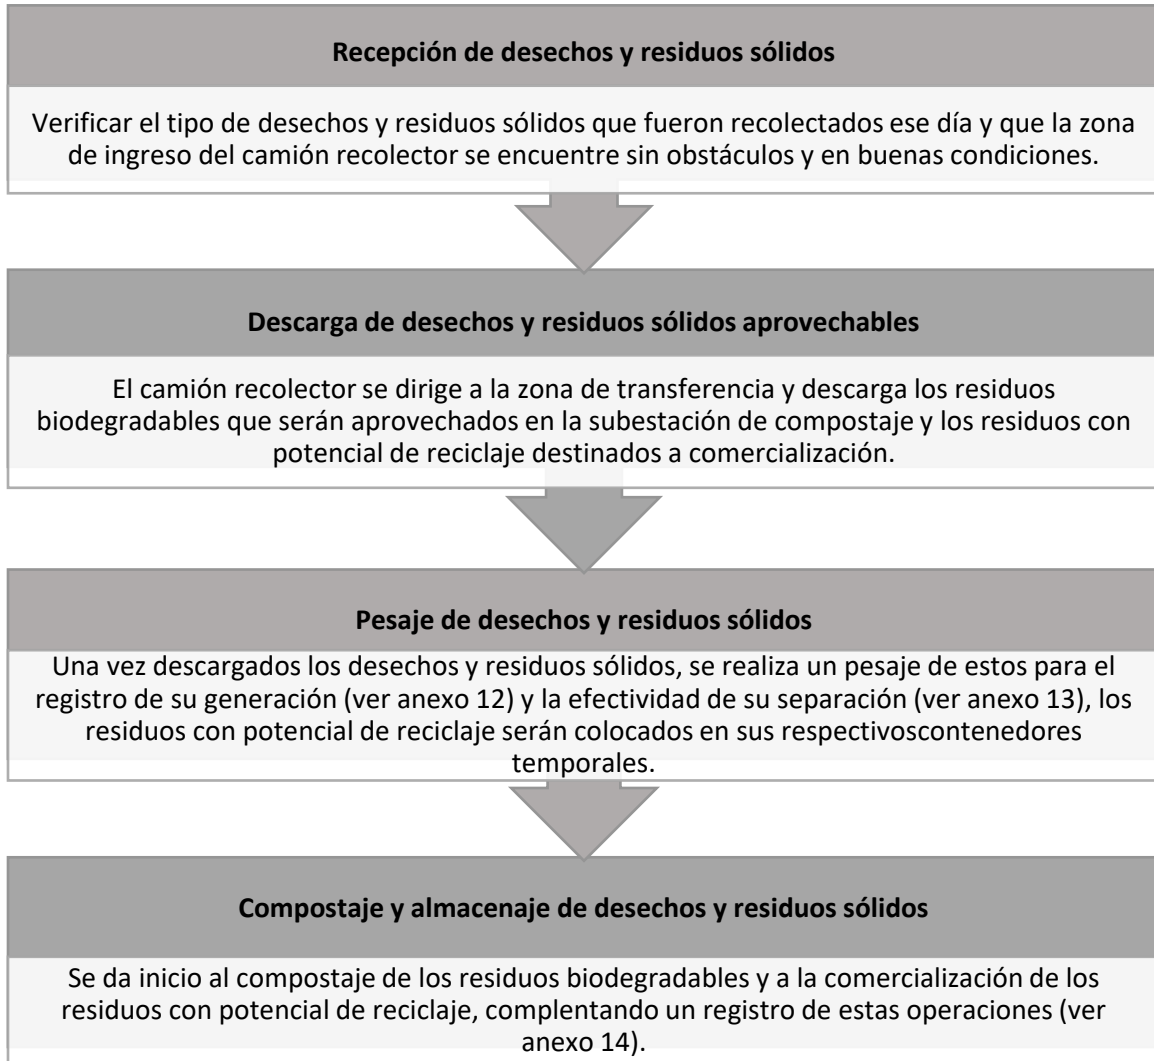 Recepción de desechos y residuos sólidos
Verificar el tipo de desechos y residuos sólidos que fueron recolectados ese día y que la zona
de ingreso del camión recolector se encuentre sin obstáculos y en buenas condiciones.
Descarga de desechos y residuos sólidos aprovechables
El camión recolector se dirige a la zona de transferencia y descarga los residuos
biodegradables que serán aprovechados en la subestación de compostaje y los residuos con
potencial de reciclaje destinados a comercialización.
Pesaje de desechos y residuos sólidos
Una vez descargados los desechos y residuos sólidos, se realiza un pesaje de estos para el
registro de su generación (ver anexo 12) y la efectividad de su separación (ver anexo 13), los
residuos con potencial de reciclaje serán colocados en sus respectivoscontenedores
temporales.
Compostaje y almacenaje de desechos y residuos sólidos
Se da inicio al compostaje de los residuos biodegradables y a la comercialización de los
residuos con potencial de reciclaje, complentando un registro de estas operaciones (ver
anexo 14).